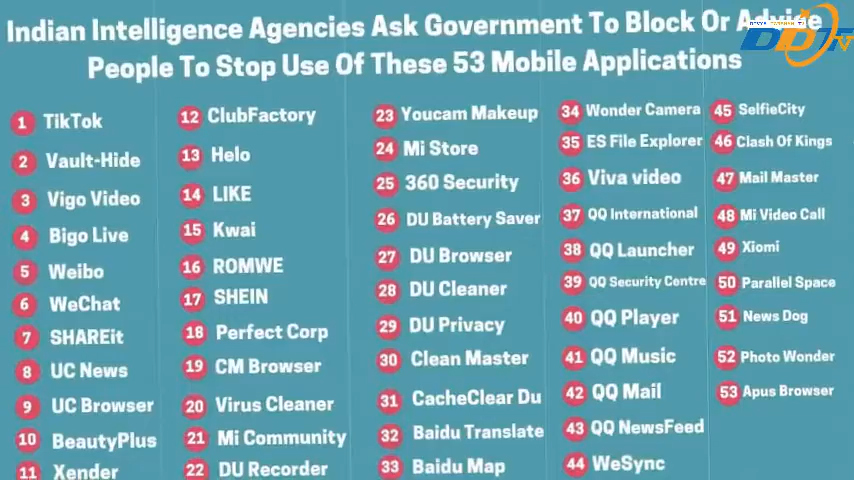 Indian Intelligence Agencies Ask Government To Block Or Advice
People To Stop Use Of These 53 Mobile Applications
1 TikTok
2 Vault-Hide
3 Vigo Video
4 Bigo Live
5 Weibo
6 WeChat
7 SHAREit
8 UC News
9 UC Browser
10 BeautyPlus
11 Xender
12 ClubFactory
13 Helo
14 LIKE
15 Kwai
16 ROMWE
17 SHEIN
18 Perfect Corp
19 CM Browser
20 Virus Cleaner
21 Mi Community
22 DU Recorder
23 Youcam Makeup
24 Mi Store
25 360 Security
26 DU Battery Saver
27 DU Browser
28 DU Cleaner
29 DU Privacy
30 Clean Master
31 CacheClear Du
32 Baidu Translate
33 Baidu Map
34 Wonder Camera
35 ES File Explorer
36 Viva video
37 QQ International
38 QQ Launcher
39 QQ Security Centre
40 QQ Player
41 QQ Music
42 QQ Mail
43 QQ NewsFeed
44 WeSync
45 SelfieCity
46 Clash Of Kings
47 Mail Master
48 Mi Video Call
49 Xiomi
50 Parallel Space
51 News Dog
52 Photo Wonder
53 Apus Browser